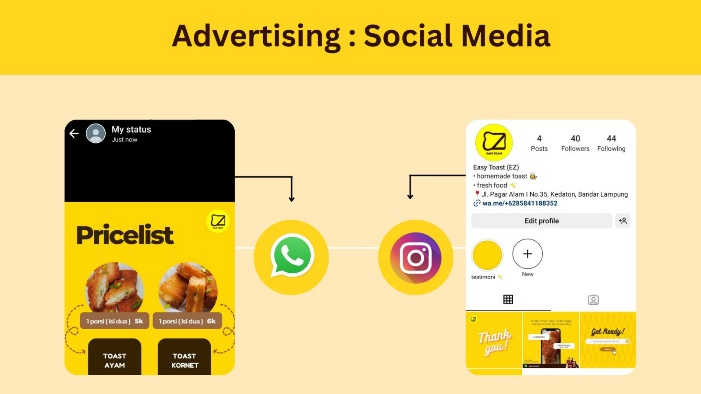 Advertising : Social Media
My status
Just now
Pricelist
1 porsi ( isi dua ) 5k
1 porsi ( isi dua ) 6k
TOAST
AYAM
TOAST
KORNET
4
Posts
40
Followers
44
Following
Easy Toast (EZ)
• homemade toast
• fresh food
Jl. Pagar Alam I No.35, Kedaton, Bandar Lampung
wa.me/+6285841188352
Edit profile
testimoni
New
Thank
you!
Get Ready!